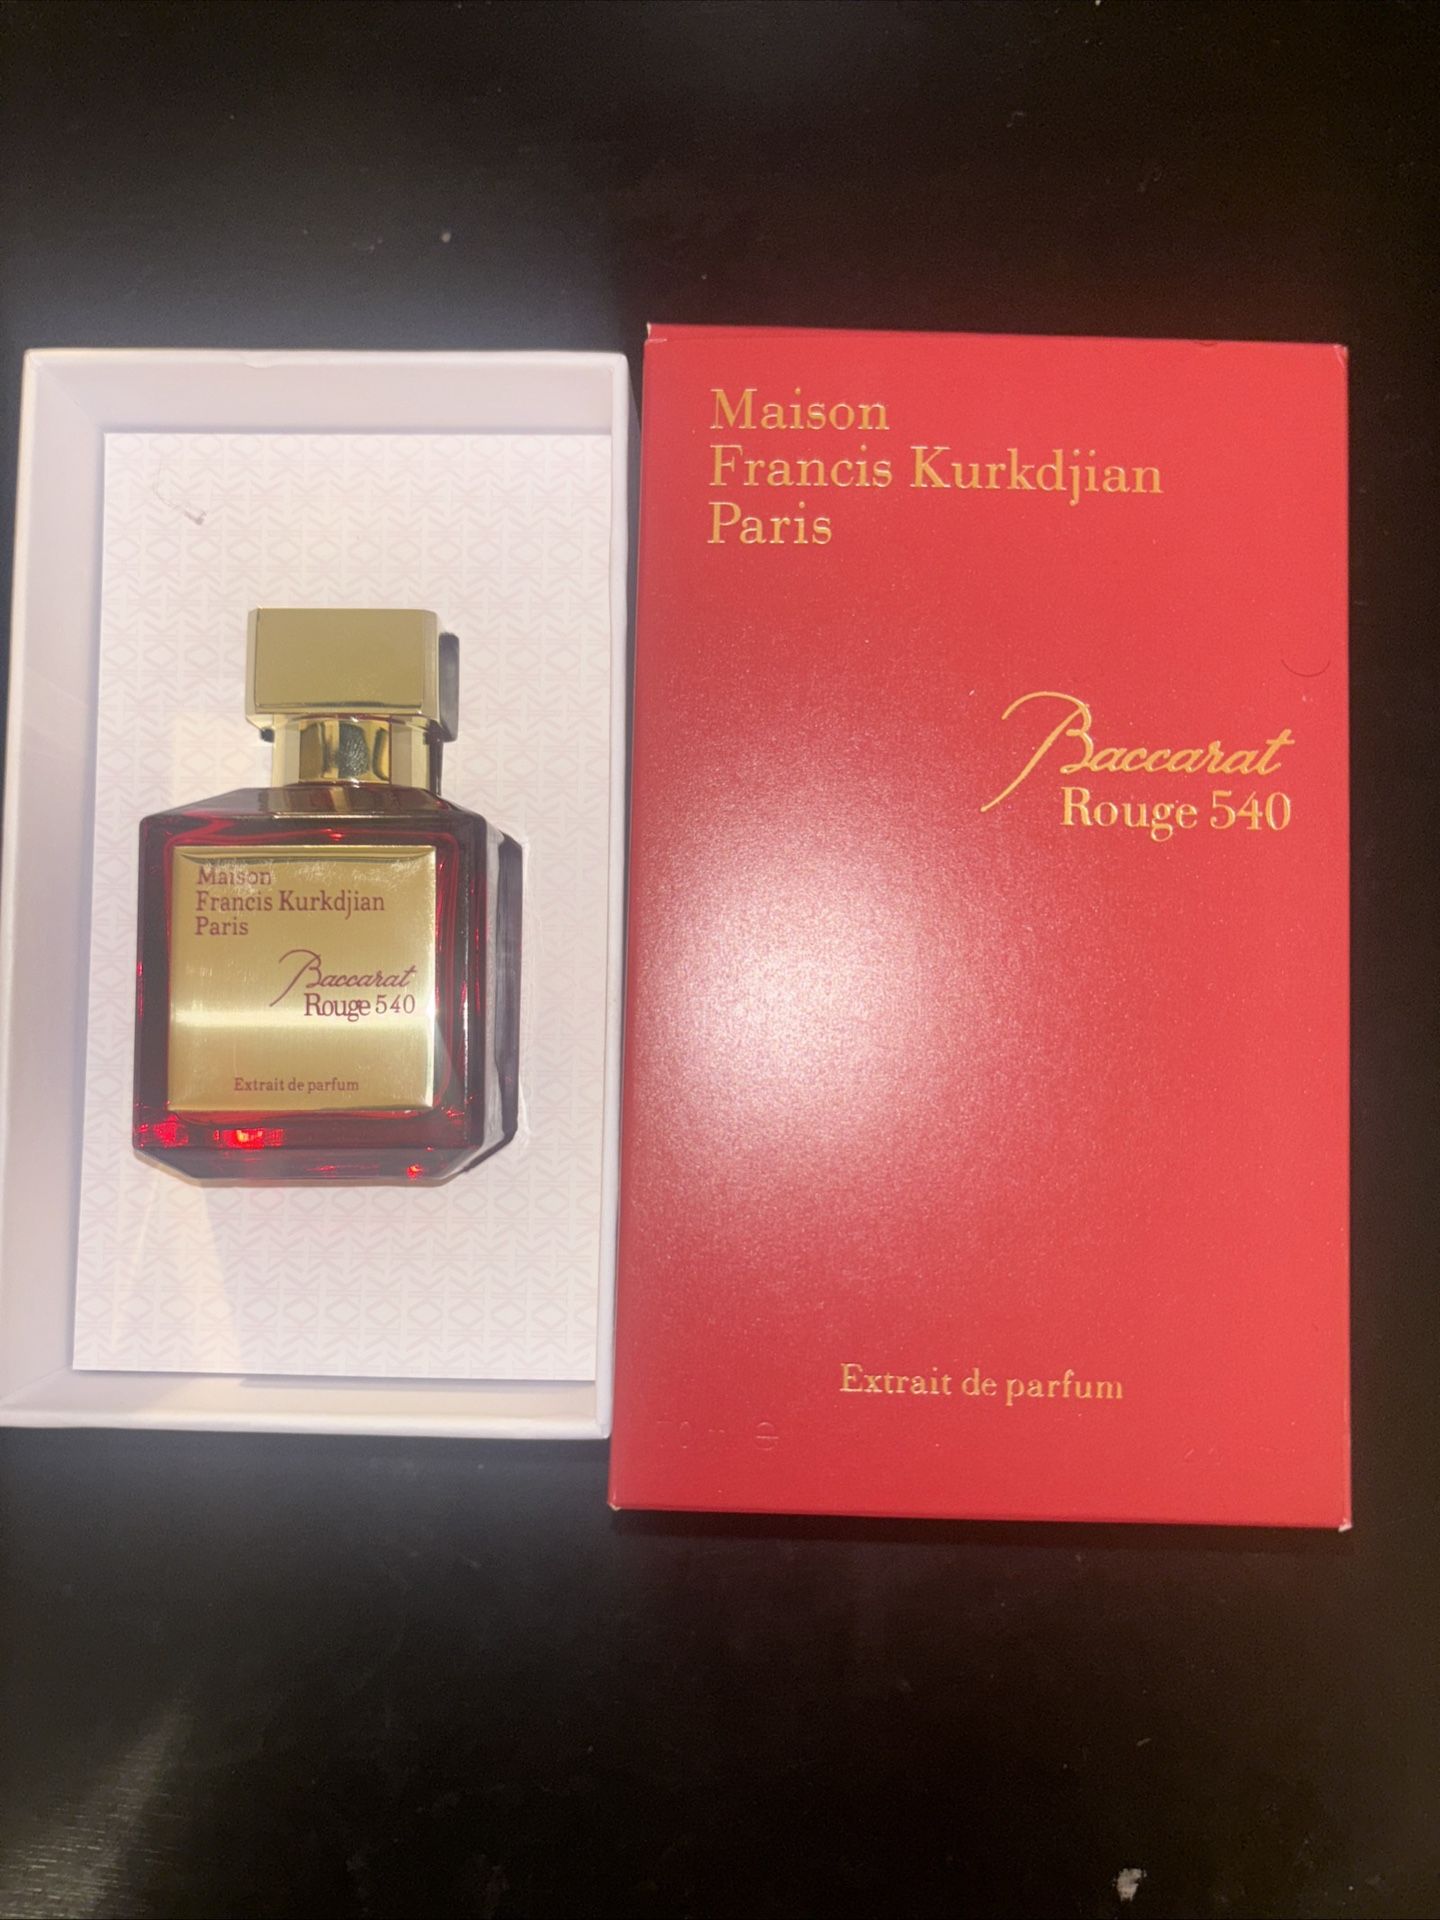 Maison
Francis Kurkdjian
Paris
Baccarat
Rouge 540
Extrait de parfum
Maison
Francis Kurkdjian
Paris
Baccarat
Rouge 540
Extrait de parfum